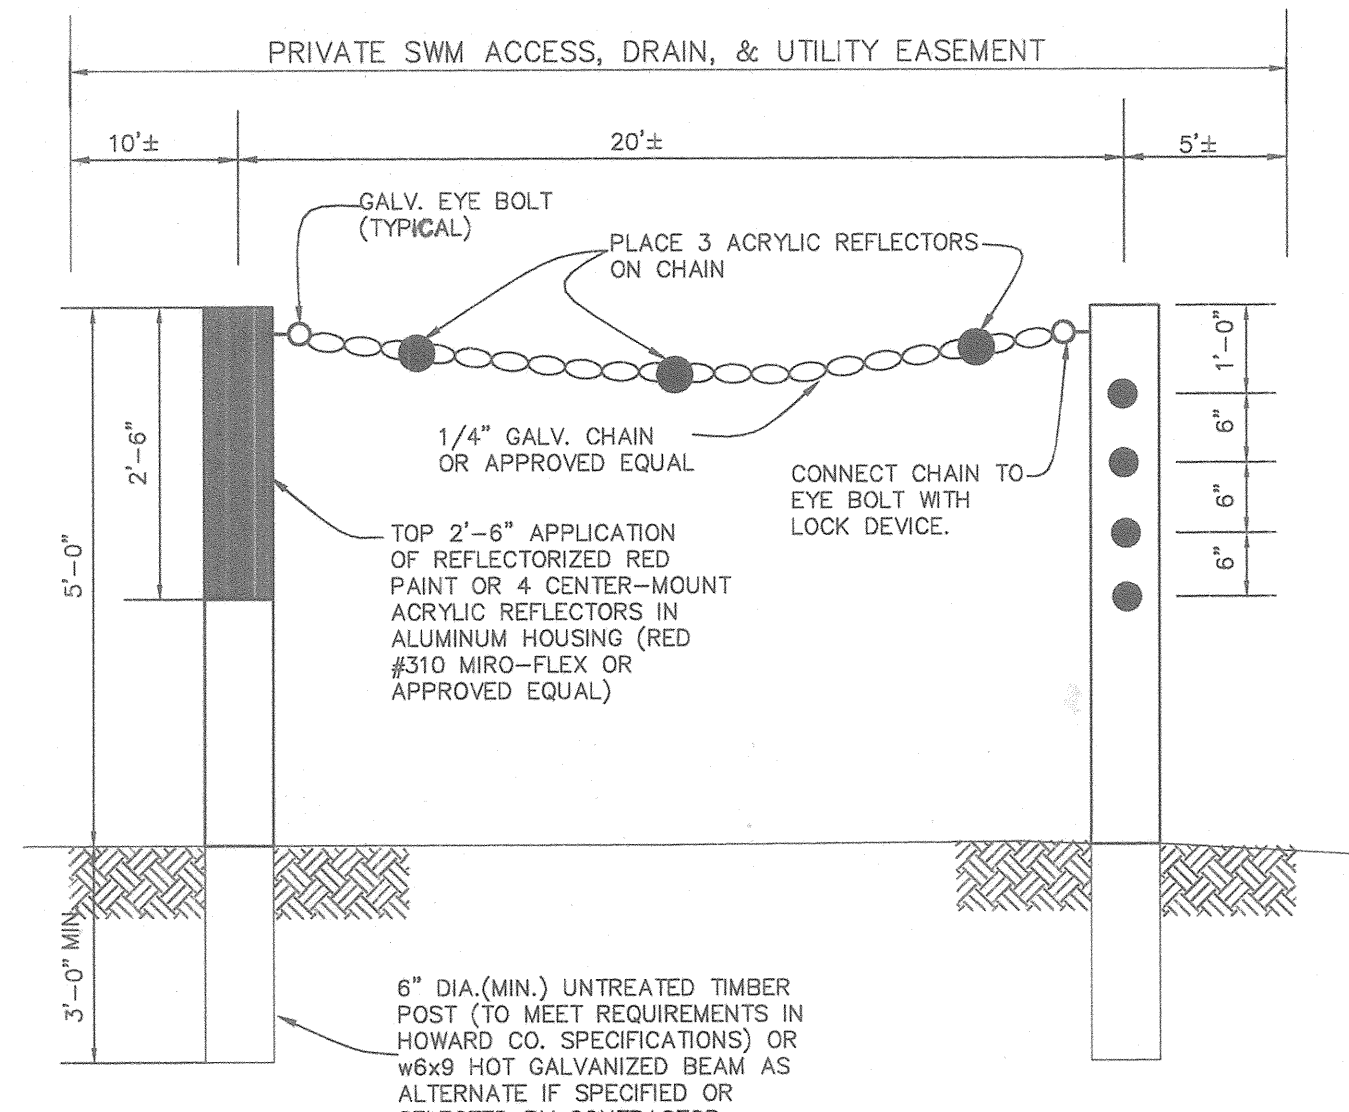 PRIVATE SWM ACCESS, DRAIN, & UTILITY EASEMENT
10'±
20'±
5'±
GALV. EYE BOLT
(TYPICAL)
PLACE 3 ACRYLIC REFLECTORS
ON CHAIN
1'-0"
6"
6"
6"
2'-6"
5'-0"
1/4" GALV. CHAIN
OR APPROVED EQUAL
CONNECT CHAIN TO
EYE BOLT WITH
LOCK DEVICE.
TOP 2'-6" APPLICATION
OF REFLECTORIZED RED
PAINT OR 4 CENTER-MOUNT
ACRYLIC REFLECTORS IN
ALUMINUM HOUSING (RED
#310 MIRO-FLEX OR
APPROVED EQUAL)
3'-0" MIN.
6" DIA.(MIN.) UNTREATED TIMBER
POST (TO MEET REQUIREMENTS IN
HOWARD CO. SPECIFICATIONS) OR
w6x9 HOT GALVANIZED BEAM AS
ALTERNATE IF SPECIFIED OR